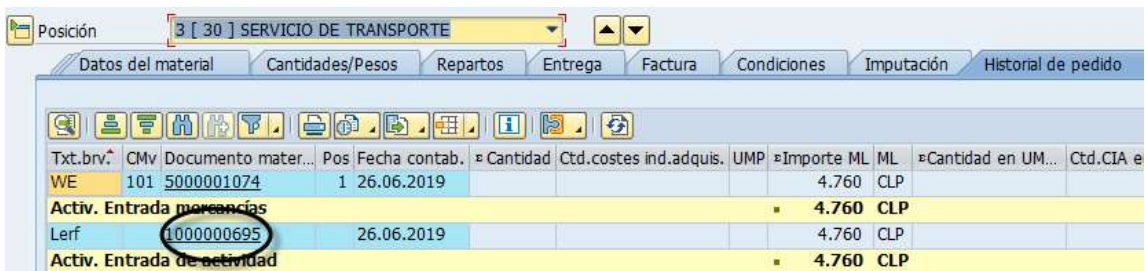 Posición 3 [ 30 ] SERVICIO DE TRANSPORTE
Datos del material Cantidades/Pesos Repartos Entrega Factura Condiciones Imputación Historial de pedido
Txt.brv. CMv Documento mater... Pos Fecha contab. Cantidad Ctd.costes ind.adquis. UMP Importe ML ML Cantidad en UM... Ctd.CIA e
WE 101 5000001074 1 26.06.2019 4.760 CLP
Activ. Entrada mercancías 4.760 CLP
Lerf 1000000695 26.06.2019 4.760 CLP
Activ. Entrada de actividad 4.760 CLP